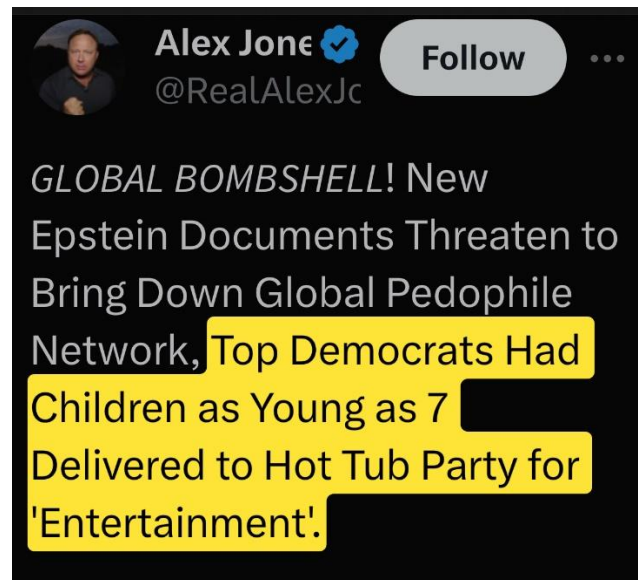 Alex Jone
@RealAlexJc
Follow
GLOBAL BOMBSHELL! New
Epstein Documents Threaten to
Bring Down Global Pedophile
Network, Top Democrats Had
Children as Young as 7
Delivered to Hot Tub Party for
'Entertainment'.